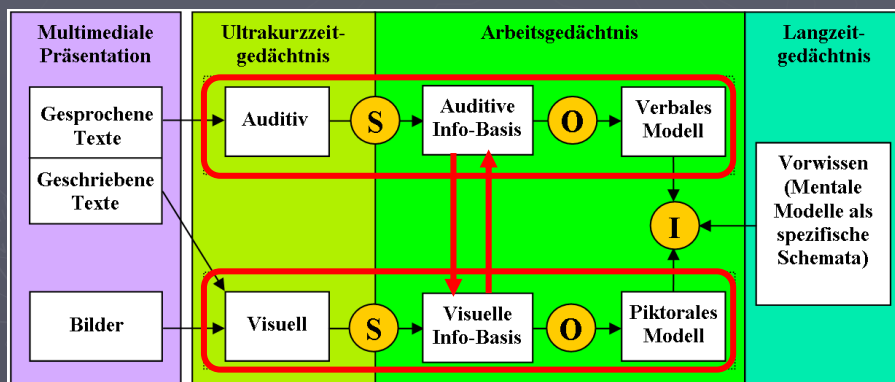 Multimediale
Präsentation
Ultrakurzzeit-
gedächtnis
Arbeitsgedächtnis
Langzeit-
gedächtnis
Gesprochene
Texte
Geschriebene
Texte
Bilder
Auditiv
Visuell
S
S
Auditive
Info-Basis
Visuelle
Info-Basis
O
O
Verbales
Modell
I
Piktorales
Modell
Vorwissen
(Mentale
Modelle als
spezifische
Schemata)